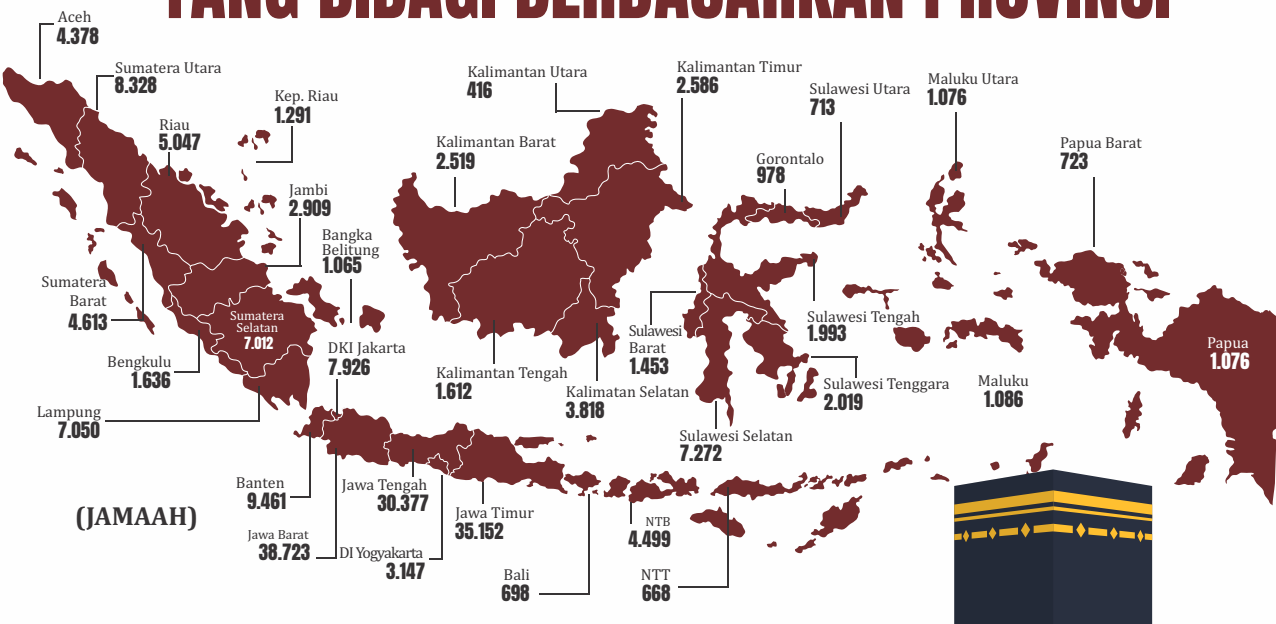 YANG DIBAGI BERDASARKAN PROVINSI
Aceh
4.378
Sumatera Utara
8.328
Kep. Riau
1.291
Riau
5.047
Jambi
2.909
Bangka
Belitung
1.065
Sumatera
Barat
4.613
Sumatera
Selatan
7.012
Bengkulu
1.636
Lampung
7.050
DKI Jakarta
7.926
Banten
9.461
Jawa Barat
38.723
Jawa Tengah
30.377
DI Yogyakarta
3.147
Jawa Timur
35.152
Bali
698
NTB
4.499
NTT
668
Kalimantan Utara
416
Kalimantan Barat
2.519
Kalimantan Timur
2.586
Kalimantan Tengah
1.612
Kalimatan Selatan
3.818
Sulawesi Utara
713
Gorontalo
978
Sulawesi
Barat
1.453
Sulawesi Tengah
1.993
Sulawesi Tenggara
2.019
Sulawesi Selatan
7.272
Maluku Utara
1.076
Maluku
1.086
Papua Barat
723
Papua
1.076
(JAMAAH)